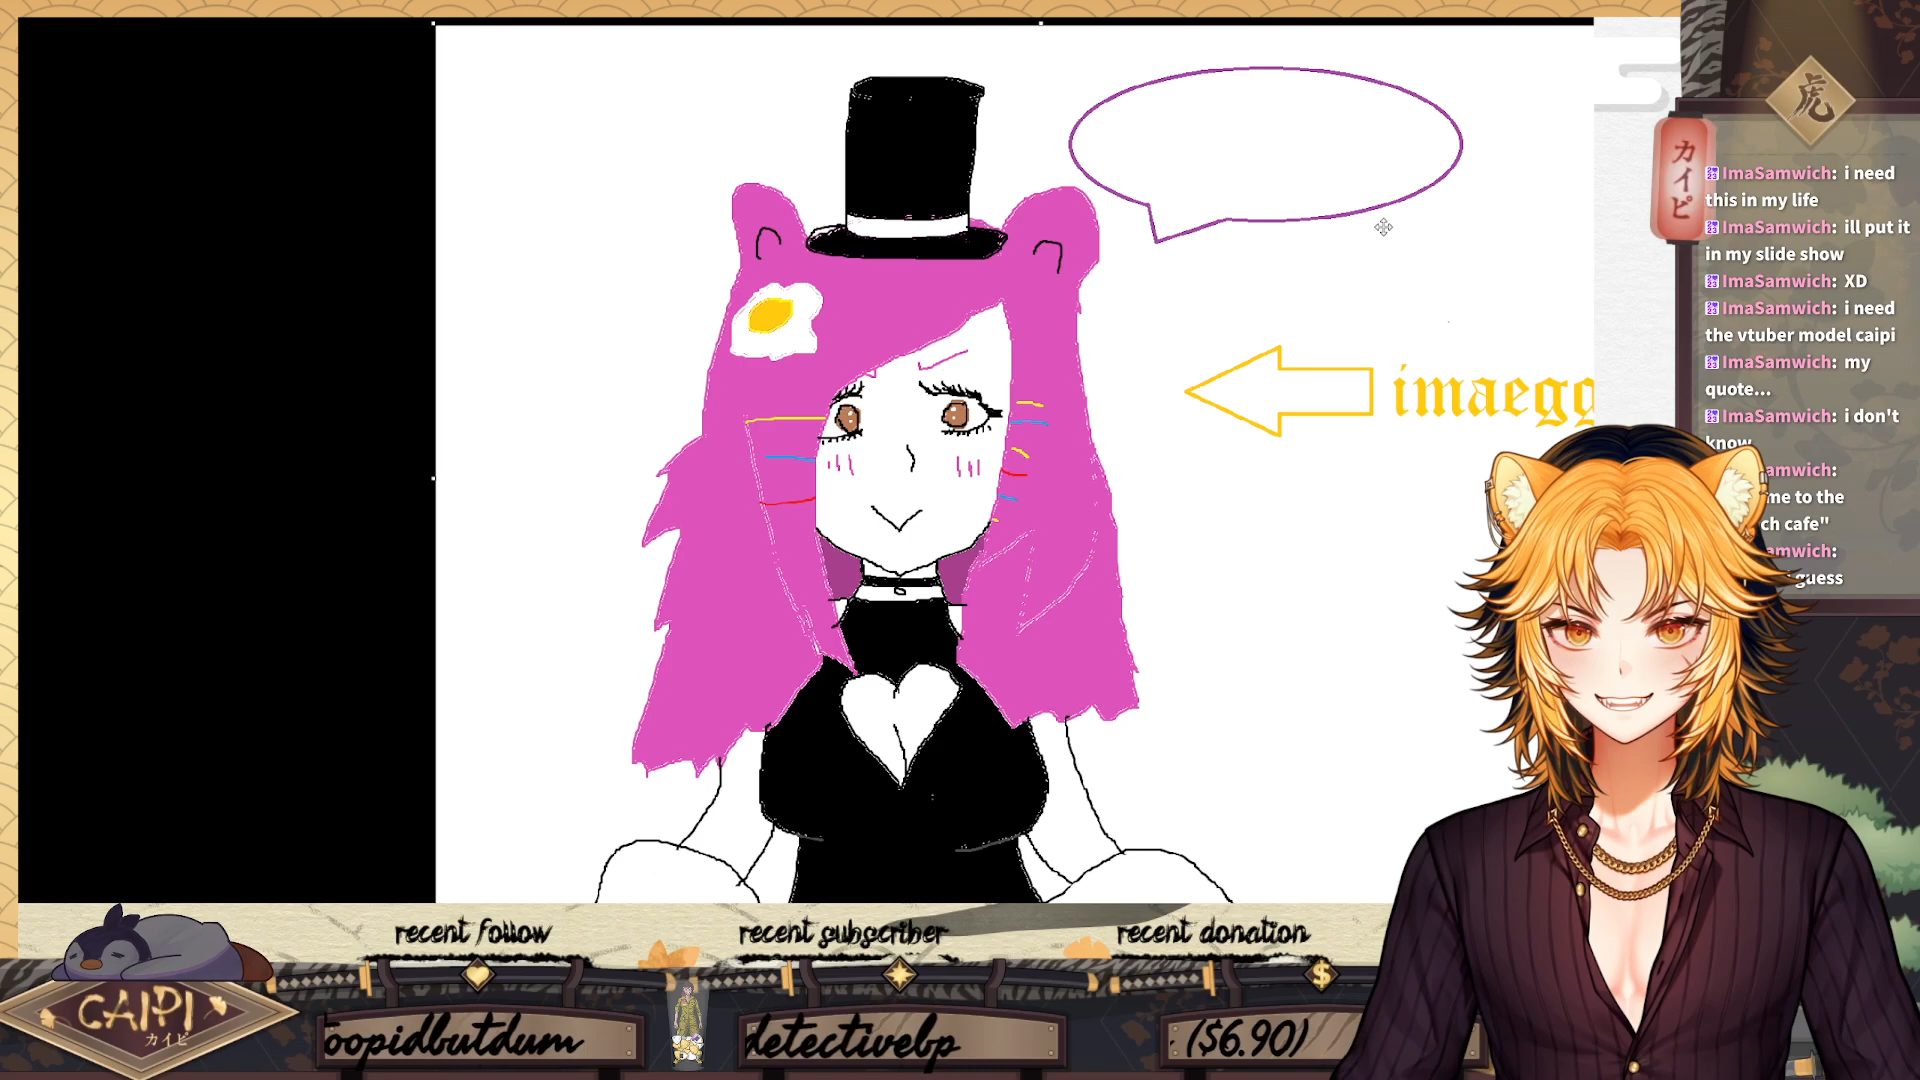 虎
カイピ
ImaSamwich: i need
this in my life
ImaSamwich: ill put it
in my slide show
ImaSamwich: XD
ImaSamwich: i need
the vtuber model caipi
ImaSamwich: my
quote...
ImaSamwich: i don't
know
amwich:
me to the
ch cafe"
amwich:
guess
imaegg
recent follow
recent subscriber
recent donation
CAIPI
カイピ
oopidbutdum
detectivebp
($6.90)